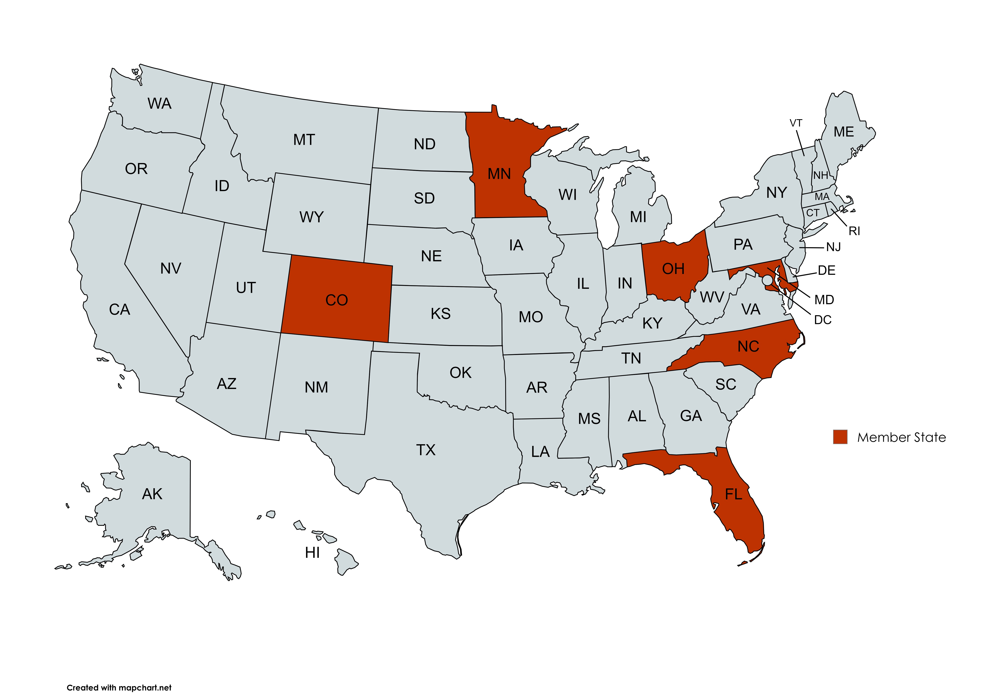 WA
OR
CA
NV
ID
MT
WY
UT
CO
AZ
NM
ND
SD
NE
KS
OK
TX
MN
IA
MO
AR
LA
WI
IL
MI
IN
OH
KY
TN
MS
AL
GA
FL
SC
NC
VA
WV
PA
NY
VT
NH
ME
MA
CT
RI
NJ
DE
MD
DC
AK
HI
Member State
Created with mapchart.net